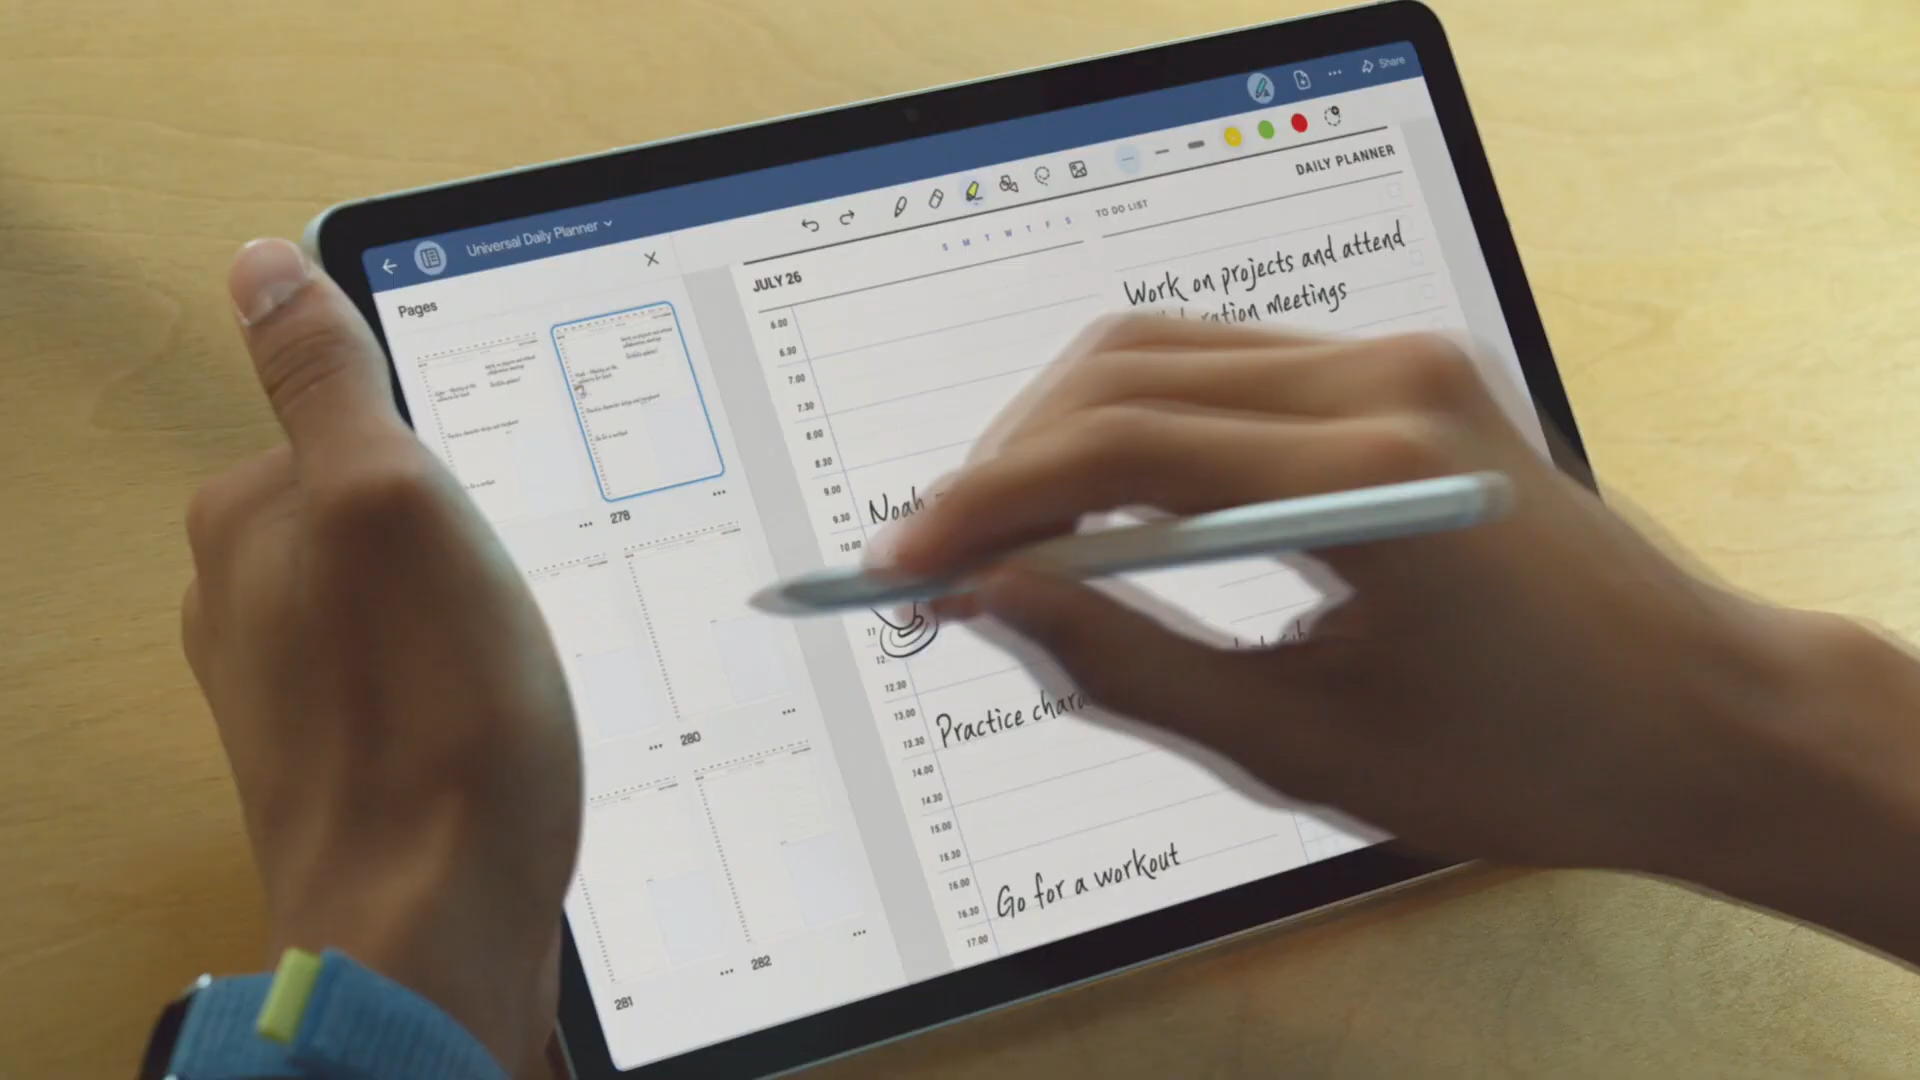 Universal Daily Planner
Share
Pages
278
280
281
282
DAILY PLANNER
JULY 26
S M T W T F S
TO DO LIST
Work on projects and attend
meetings
6.00
6.30
7.00
7.30
8.00
8.30
9.00
9.30
Noah
10.00
11
12
12.30
13.00
13.30
Practice
14.00
14.30
15.00
15.30
16.00
16.30
Go for a workout
17.00